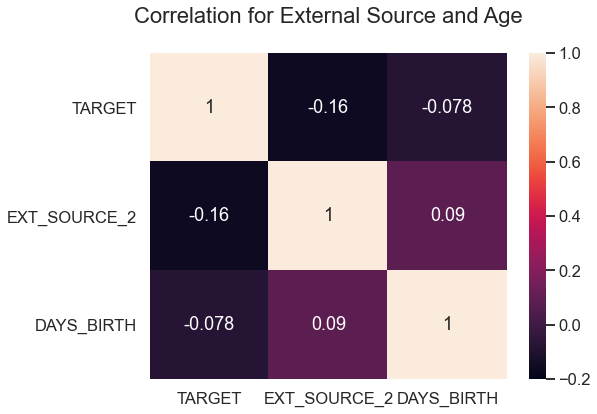 Correlation for External Source and Age
TARGET 1 -0.16 -0.078
EXT_SOURCE_2 -0.16 1 0.09
DAYS_BIRTH -0.078 0.09 1
TARGET EXT_SOURCE_2 DAYS_BIRTH
1.0
0.8
0.6
0.4
0.2
0.0
−0.2